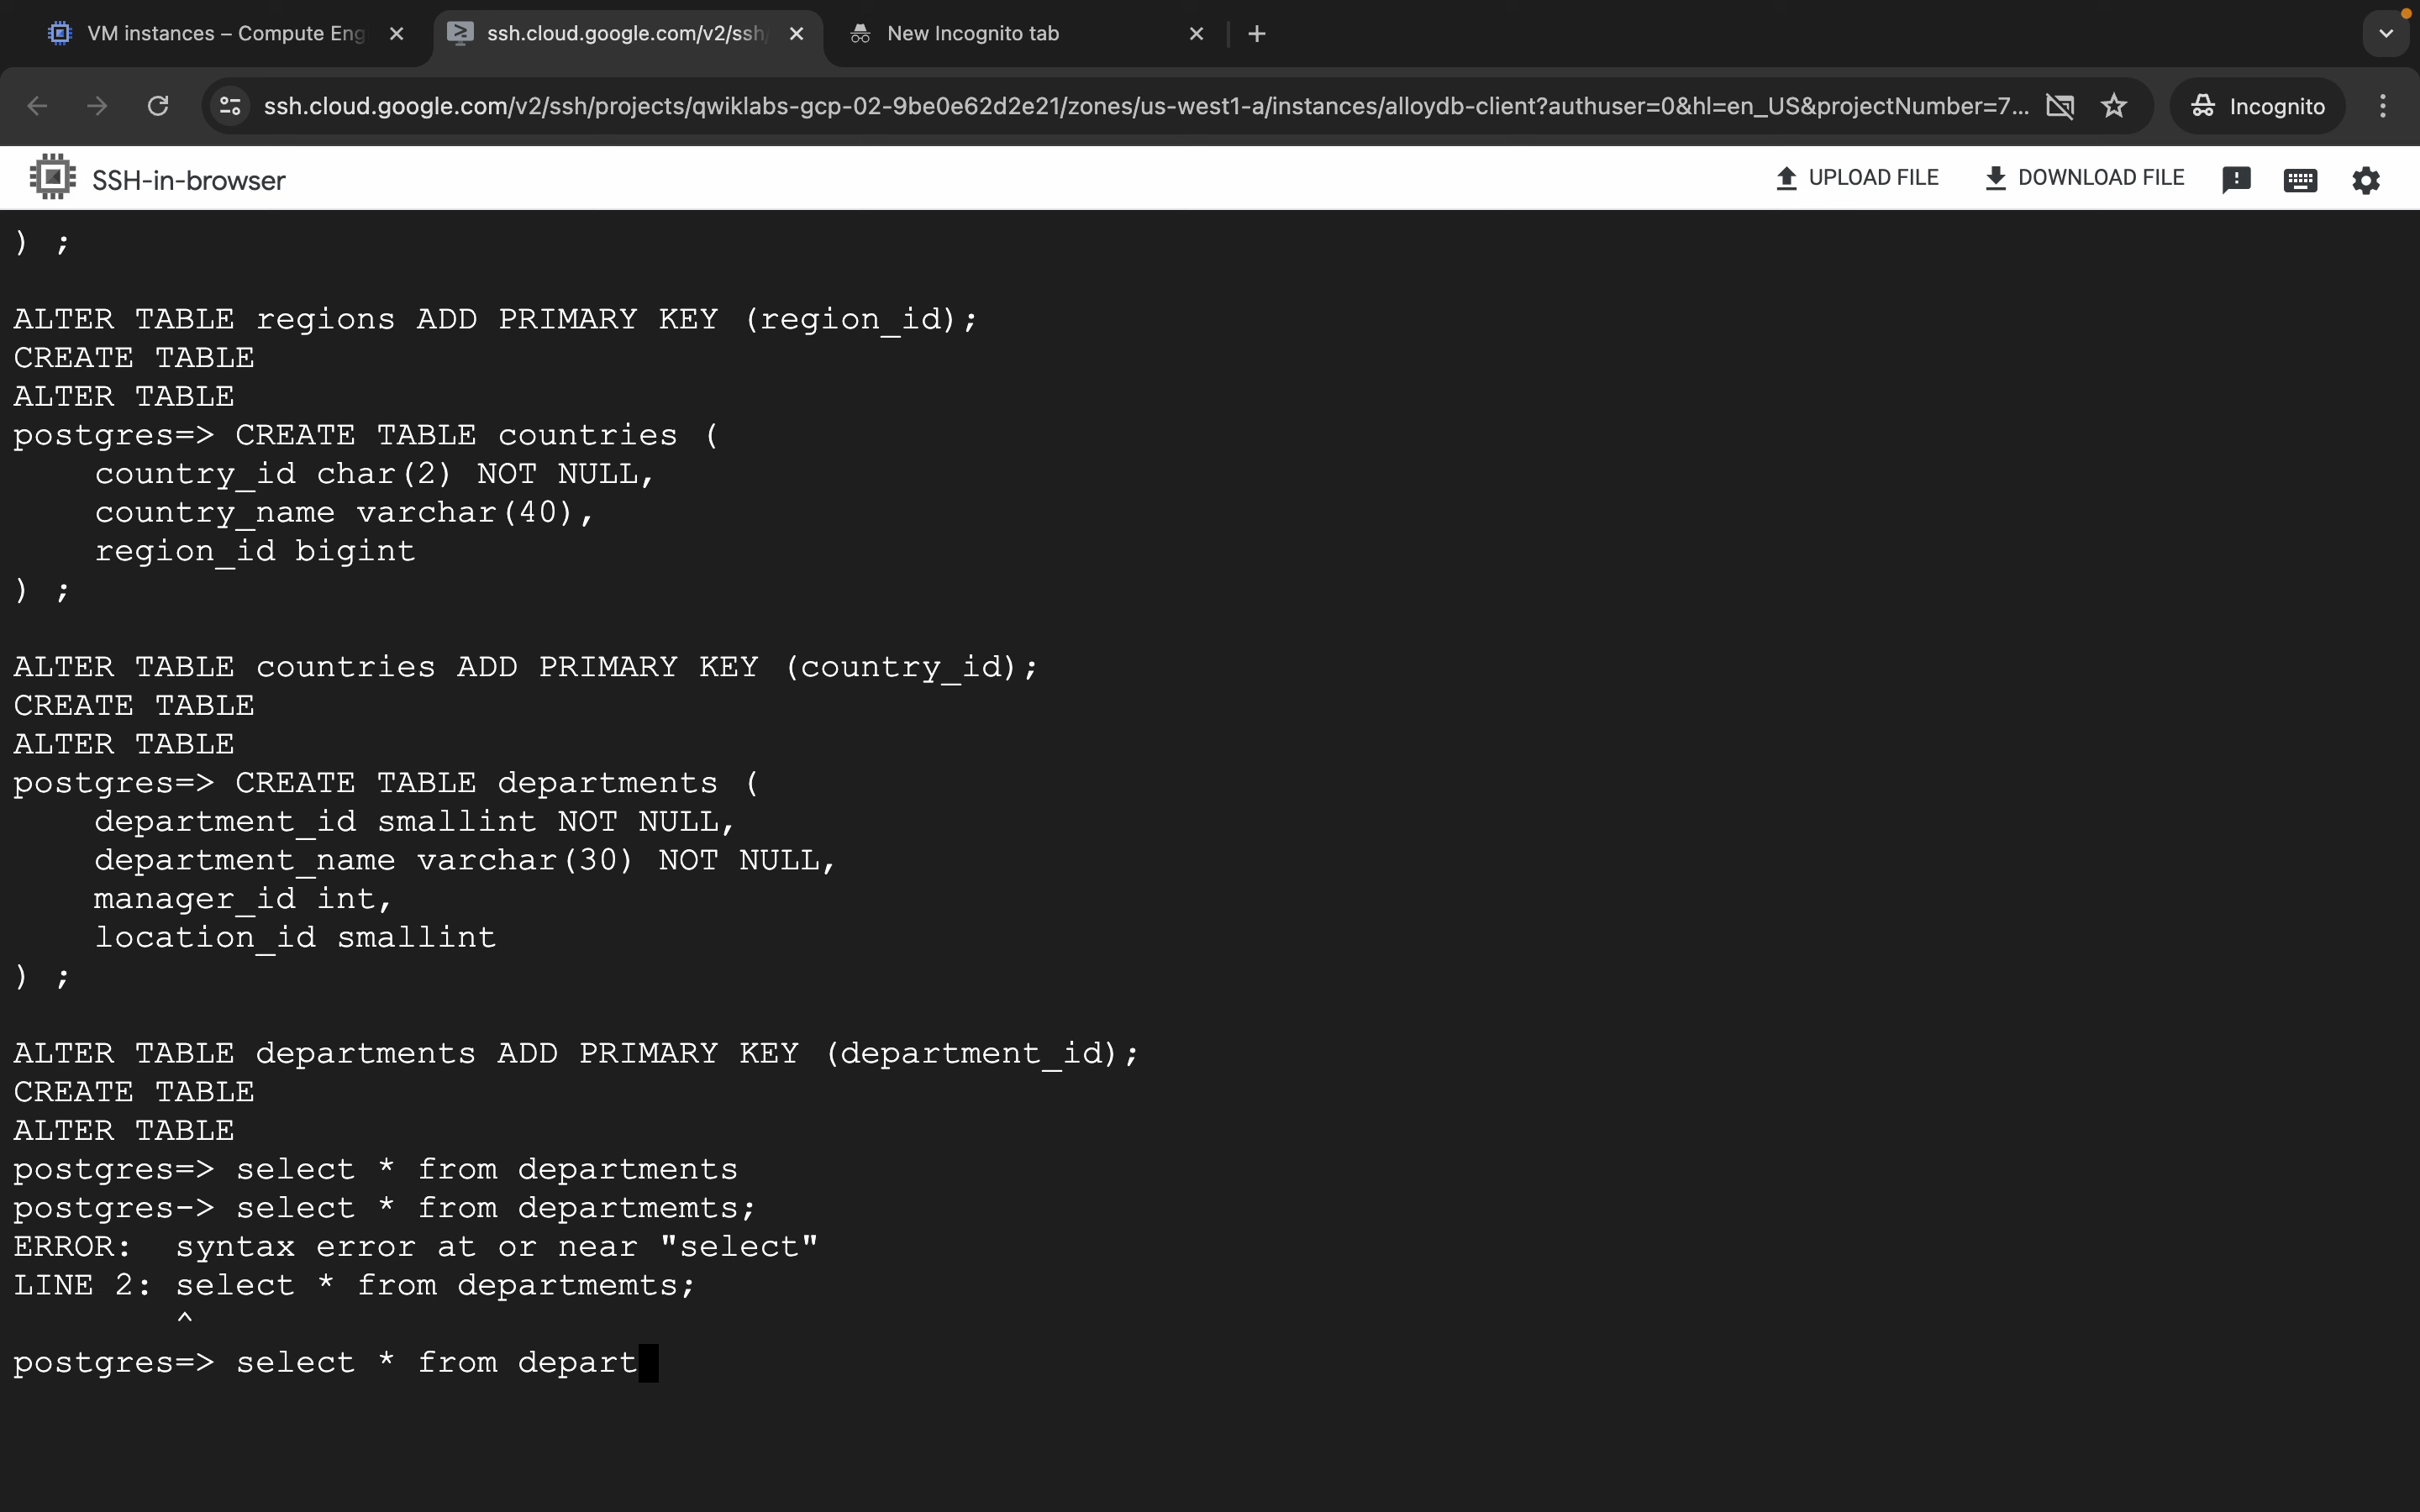 VM instances – Compute Eng
ssh.cloud.google.com/v2/ssh/
New Incognito tab
ssh.cloud.google.com/v2/ssh/projects/qwiklabs-gcp-02-9be0e62d2e21/zones/us-west1-a/instances/alloydb-client?authuser=0&hl=en_US&projectNumber=7...
Incognito
SSH-in-browser
UPLOAD FILE
DOWNLOAD FILE
) ;
ALTER TABLE regions ADD PRIMARY KEY (region_id);
CREATE TABLE
ALTER TABLE
postgres=> CREATE TABLE countries (
    country_id char(2) NOT NULL,
    country_name varchar(40),
    region_id bigint
) ;
ALTER TABLE countries ADD PRIMARY KEY (country_id);
CREATE TABLE
ALTER TABLE
postgres=> CREATE TABLE departments (
    department_id smallint NOT NULL,
    department_name varchar(30) NOT NULL,
    manager_id int,
    location_id smallint
) ;
ALTER TABLE departments ADD PRIMARY KEY (department_id);
CREATE TABLE
ALTER TABLE
postgres=> select * from departments
postgres-> select * from departmemts;
ERROR:  syntax error at or near "select"
LINE 2: select * from departmemts;
        ^
postgres=> select * from depart